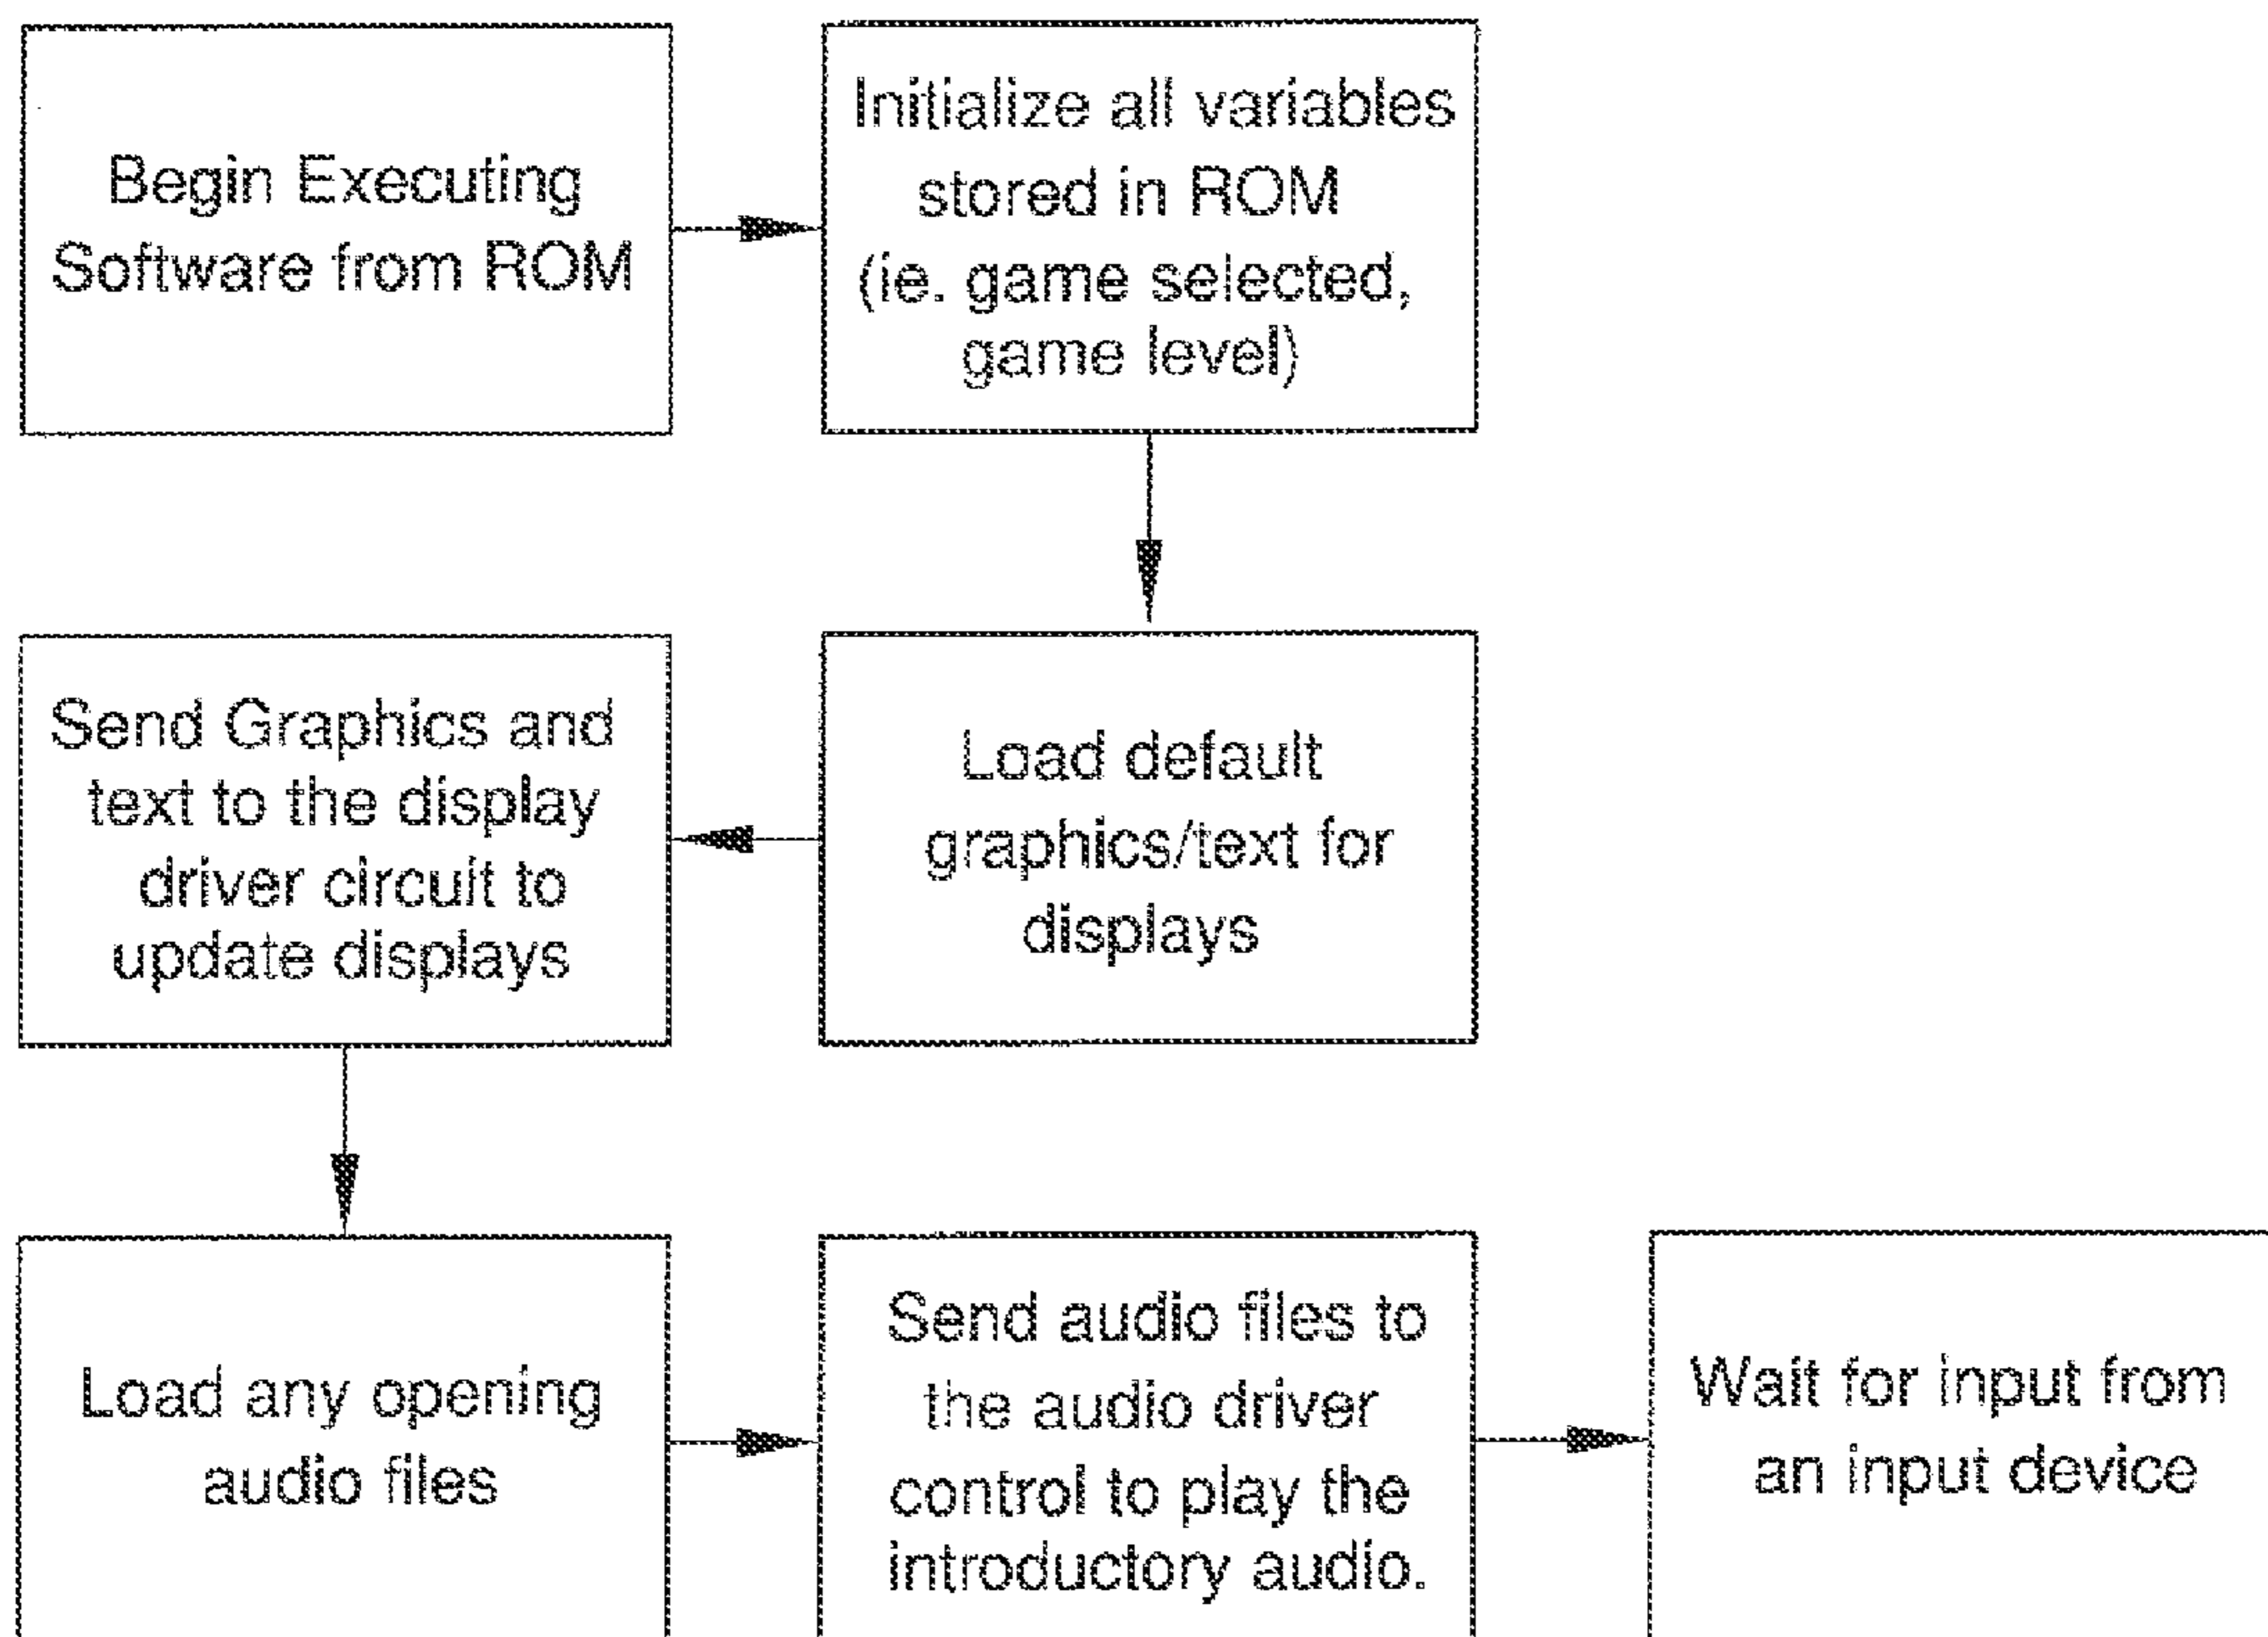 Begin Executing
Software from ROM
Initialize all variables
stored in ROM
(ie. game selected,
game level)
Send Graphics and
text to the display
driver circuit to
update displays
Load default
graphics/text for
displays
Load any opening
audio files
Send audio files to
the audio driver
control to play the
introductory audio.
Wait for input from
an input device